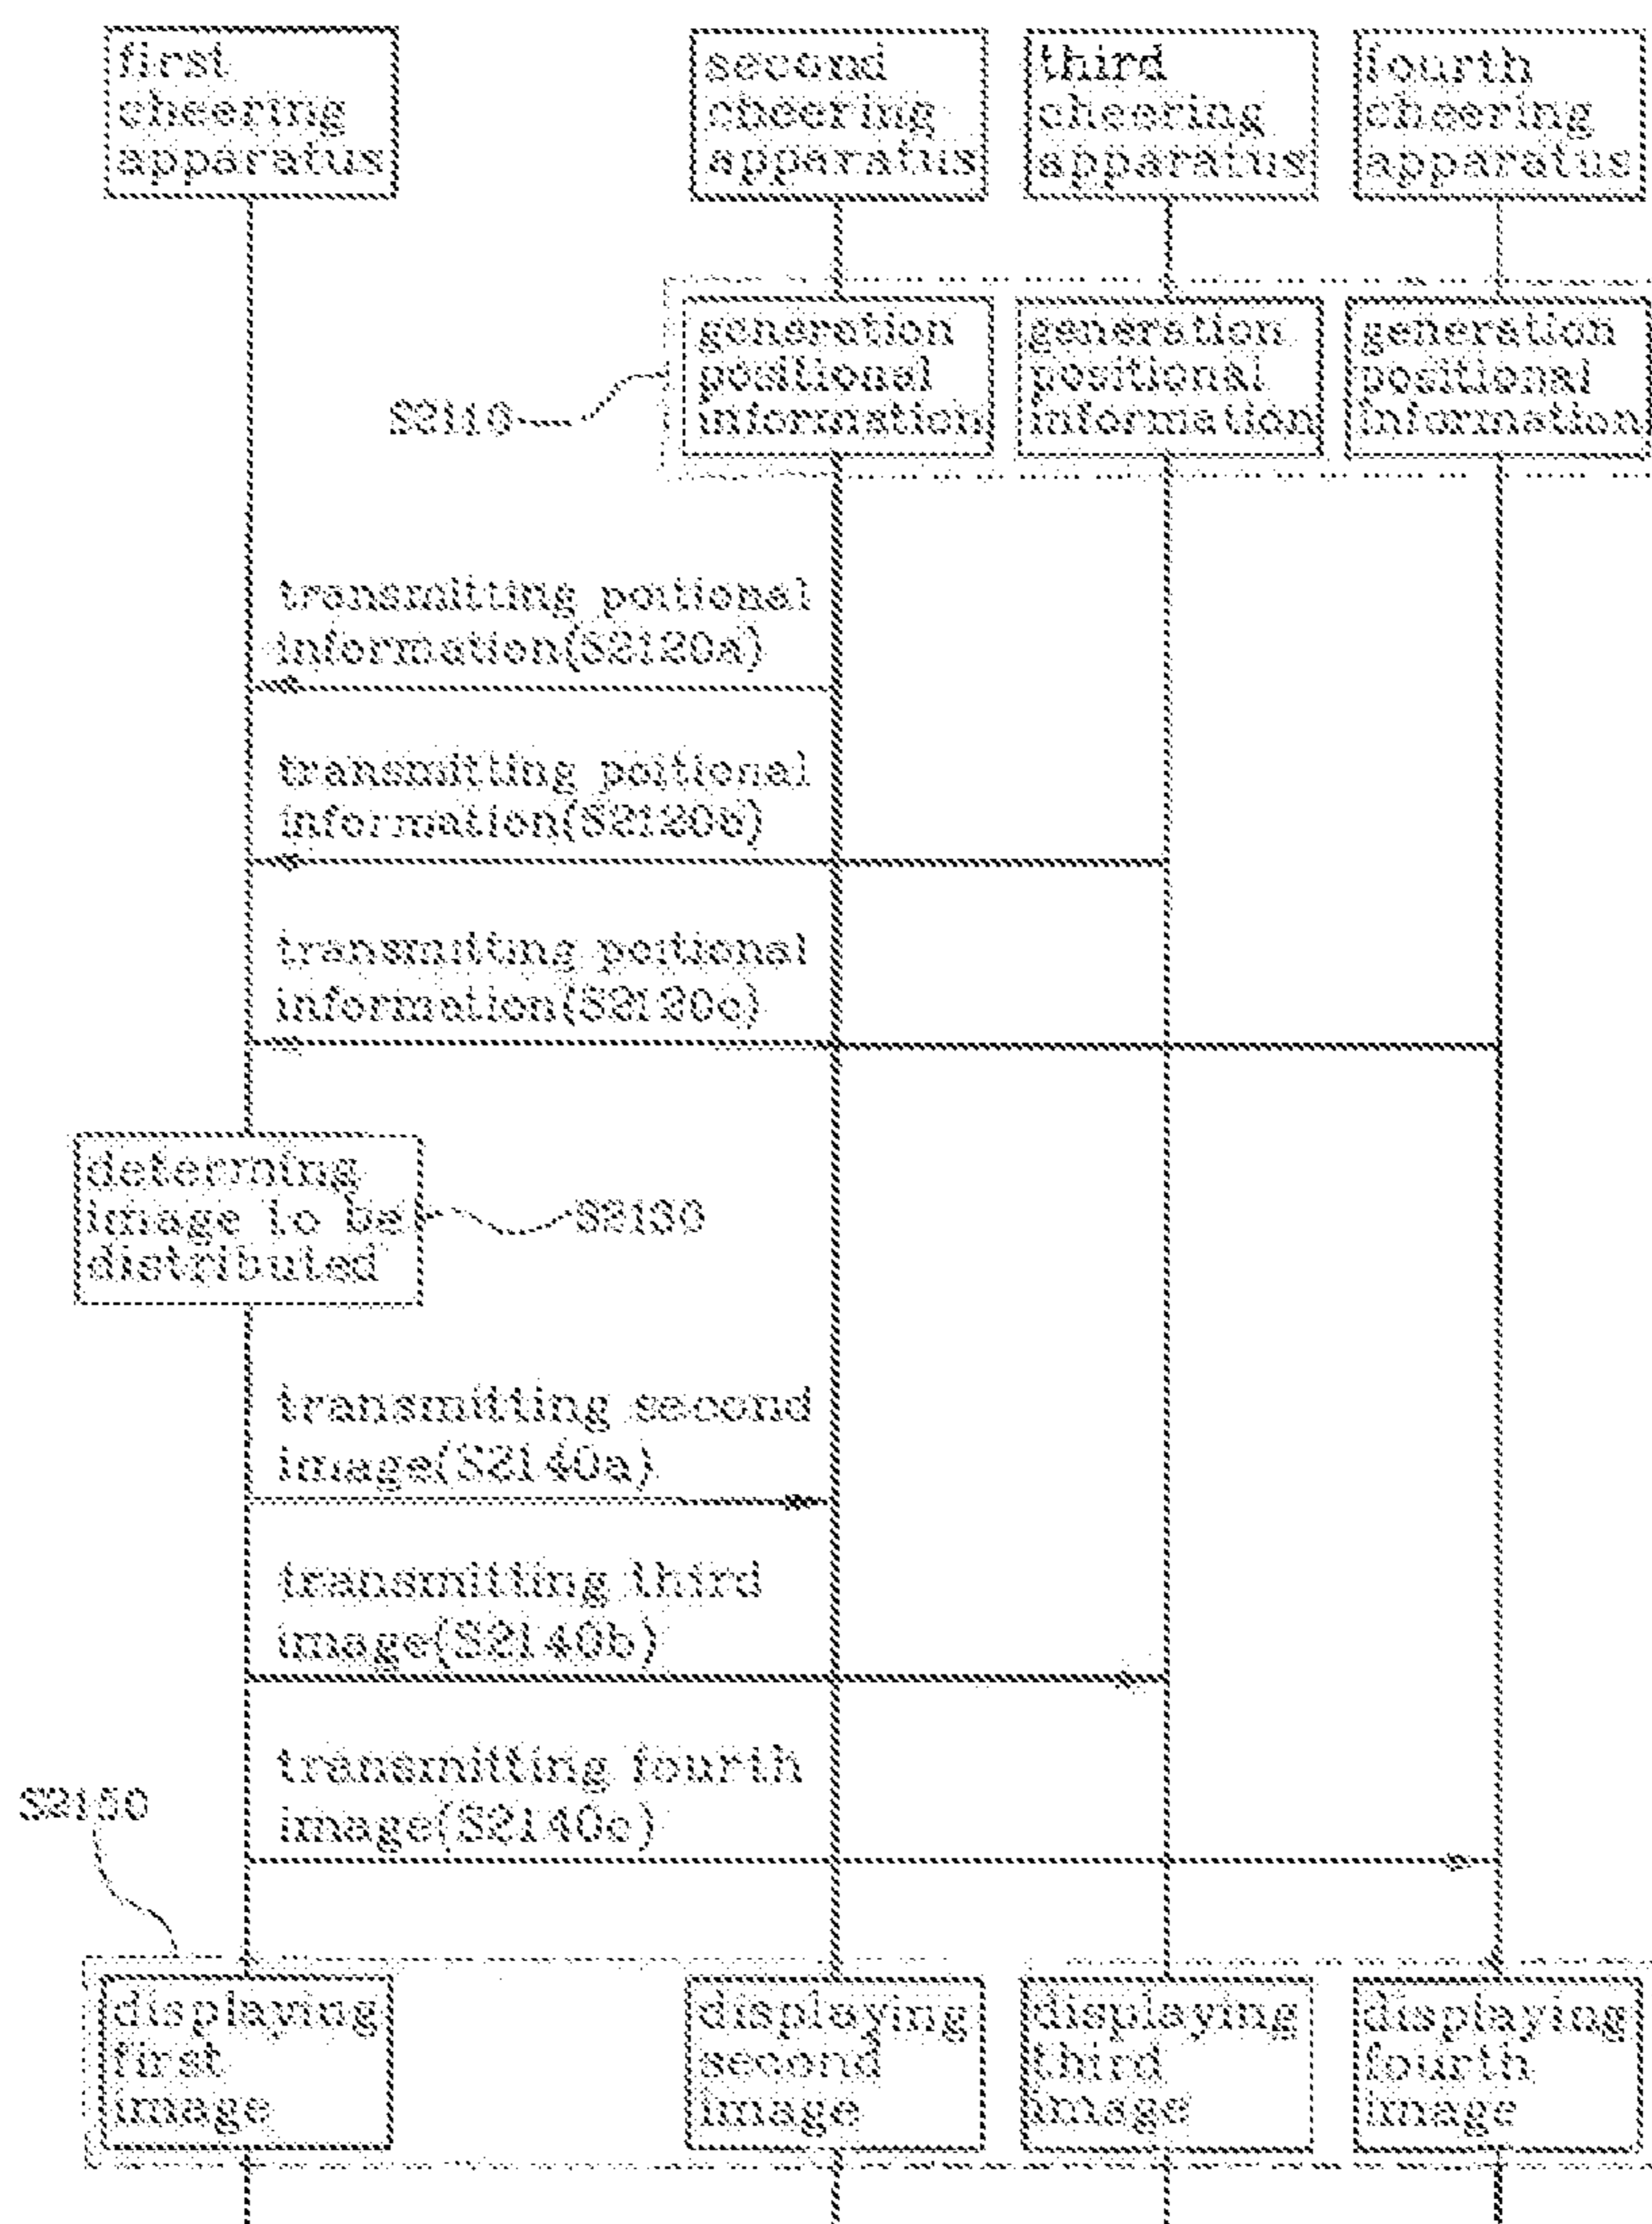 first
cheering
apparatus
second
cheering
apparatus
third
cheering
apparatus
fourth
cheering
apparatus
generation
positional
information
generation
positional
information
generation
positional
information
S2110
transmitting poitional
information(S2120a)
transmitting poitional
information(S2120b)
transmitting poitional
information(S2120c)
determing
image to be
distributed
S2130
transmitting second
image(S2140a)
transmitting third
image(S2140b)
transmitting fourth
image(S2140c)
S2150
displaying
first
image
displaying
second
image
displaying
third
image
displaying
fourth
image